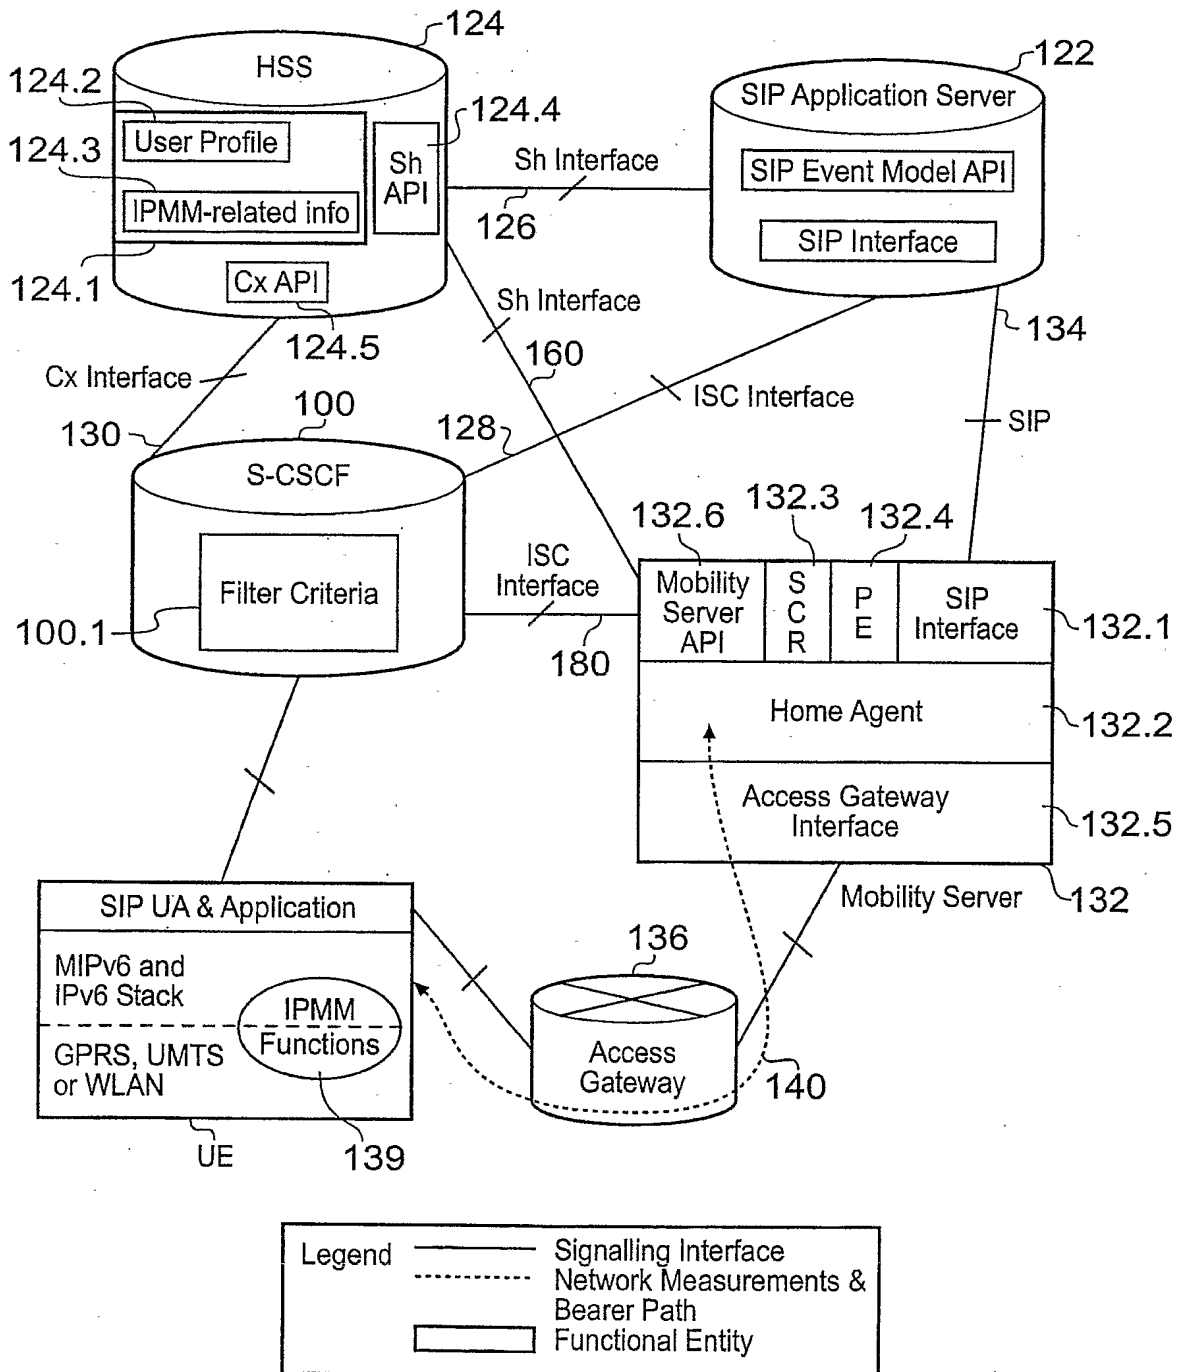 124
HSS
122
124.2
SIP Application Server
124.4
User Profile
124.3
Sh
API
Sh Interface
SIP Event Model API
IPMM-related info
126
SIP Interface
124.1
Cx API
Sh Interface
134
124.5
160
Cx Interface
ISC Interface
100
128
SIP
130
S-CSCF
132.3
132.6
132.4
ISC
Interface
Mobility
Server
API
S
C
R
P
E
SIP
Interface
Filter Criteria
100.1
132.1
180
Home Agent
132.2
Access Gateway
Interface
132.5
SIP UA & Application
Mobility Server
132
136
MIPv6 and
IPv6 Stack
IPMM
Functions
GPRS, UMTS
or WLAN
Access
Gateway
140
UE
139
Legend
Signalling Interface
Network Measurements &
Bearer Path
Functional Entity